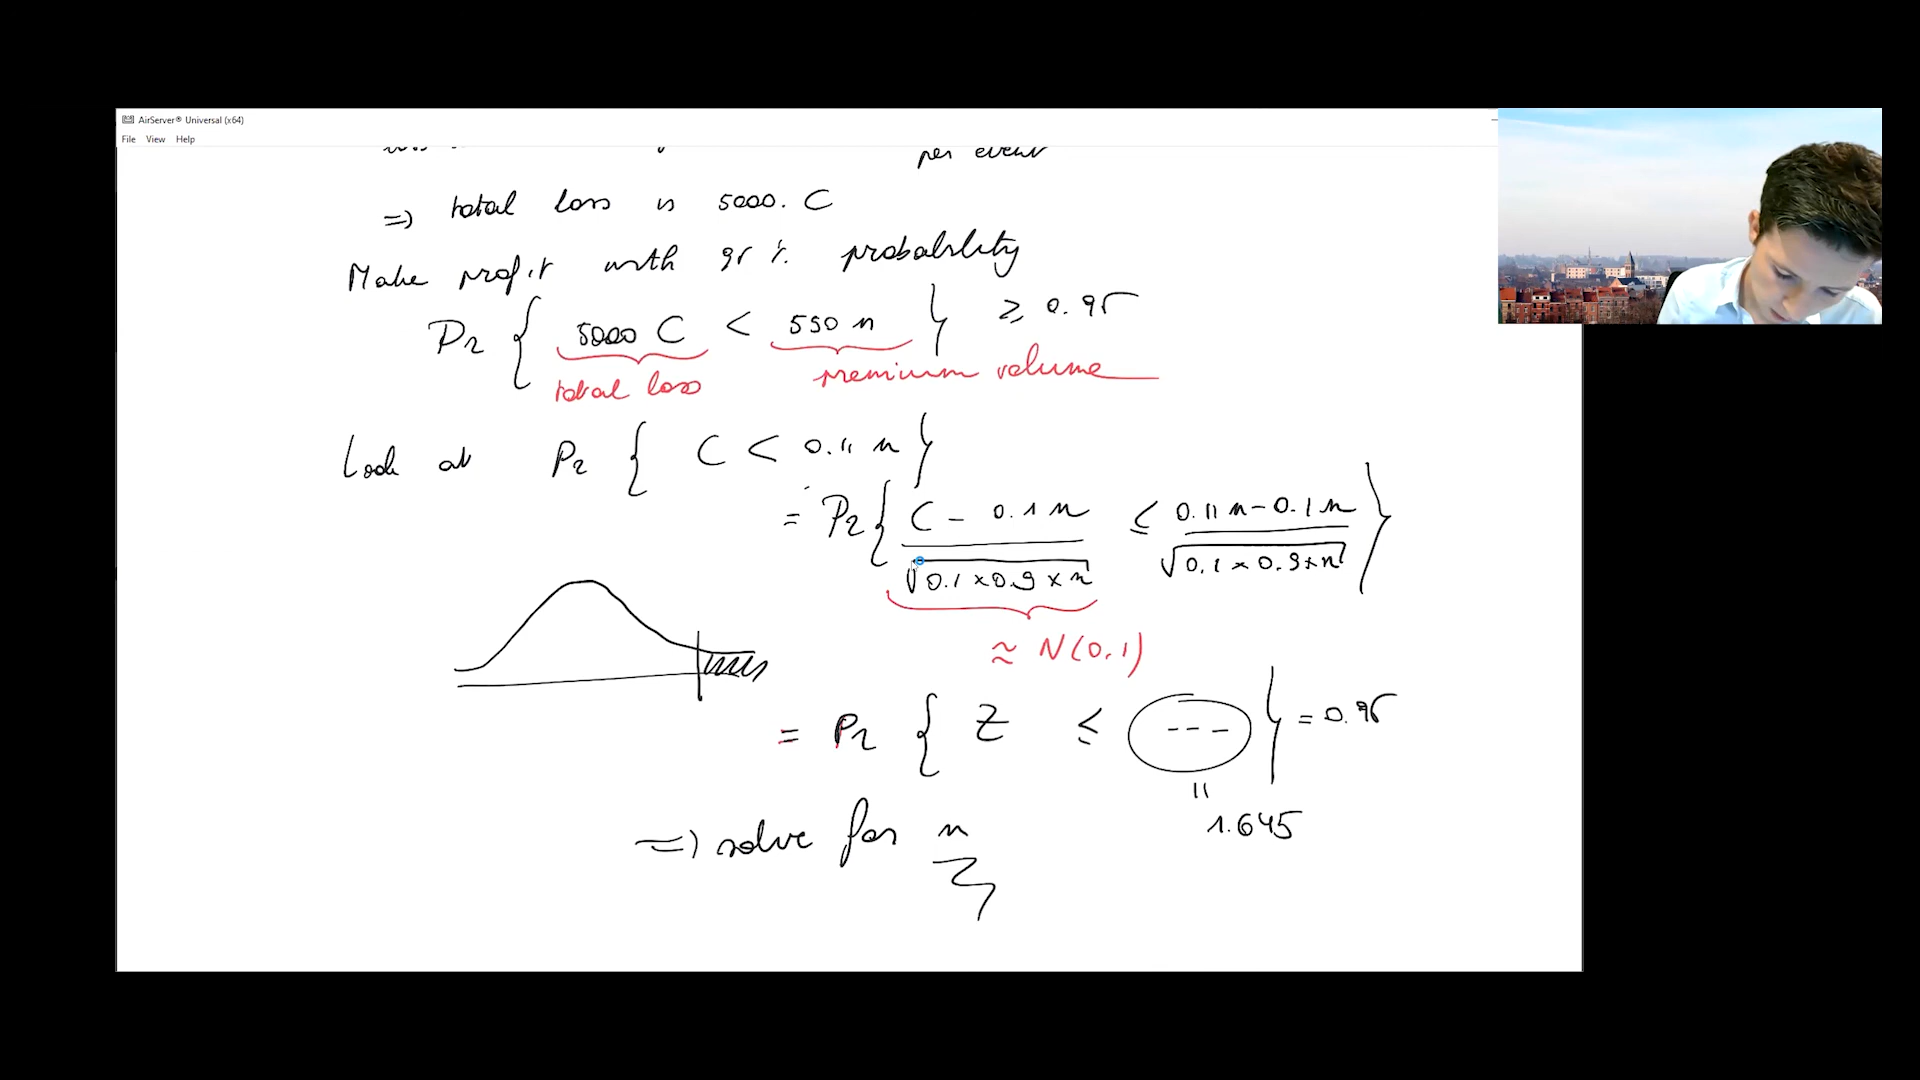 AirServer® Universal (x64)
File View Help
per event
=> total loss is 5000. C
Make profit with 95 %. probability
Pr { 5000 C < 550 n } ≥ 0.95
total loss premium volume
Look at Pr { C < 0.11 n }
= Pr { C - 0.1 n / √0.1 × 0.9 × n ≤ 0.11 n - 0.1 n / √0.1 × 0.9 × n }
≈ N(0,1)
= Pr { Z ≤ --- } = 0.95
"
1.645
=> solve for n